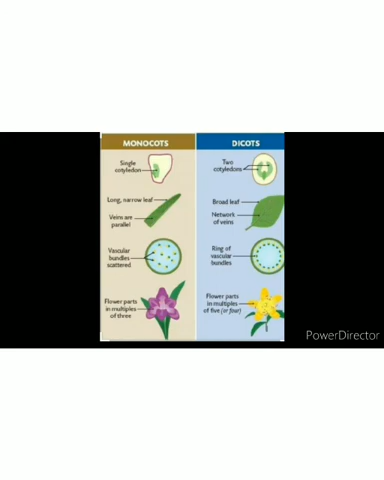 MONOCOTS
Single
cotyledon
Long, narrow leaf
Veins are
parallel
Vascular
bundles
scattered
Flower parts
in multiples
of three
DICOTS
Two
cotyledons
Broad leaf
Network
of veins
Ring of
vascular
bundles
Flower parts
in multiples
of five (or four)
PowerDirector